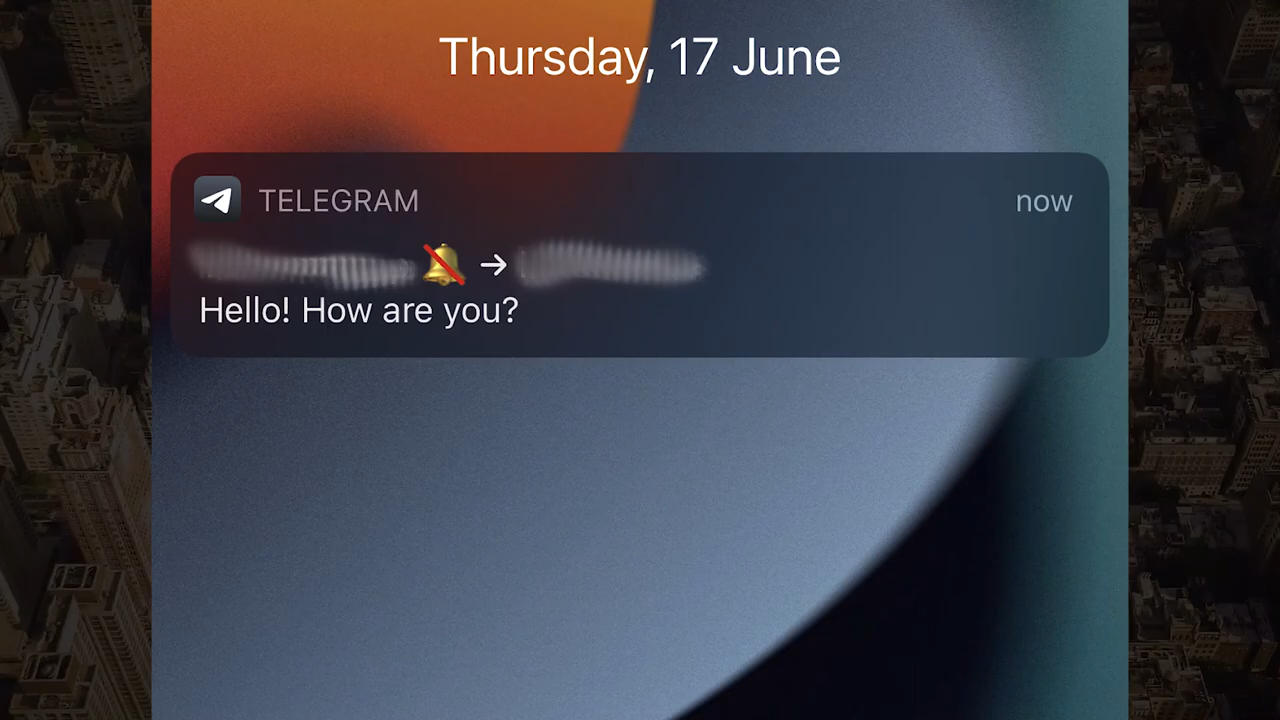 Thursday, 17 June
TELEGRAM
now
🔕 →
Hello! How are you?